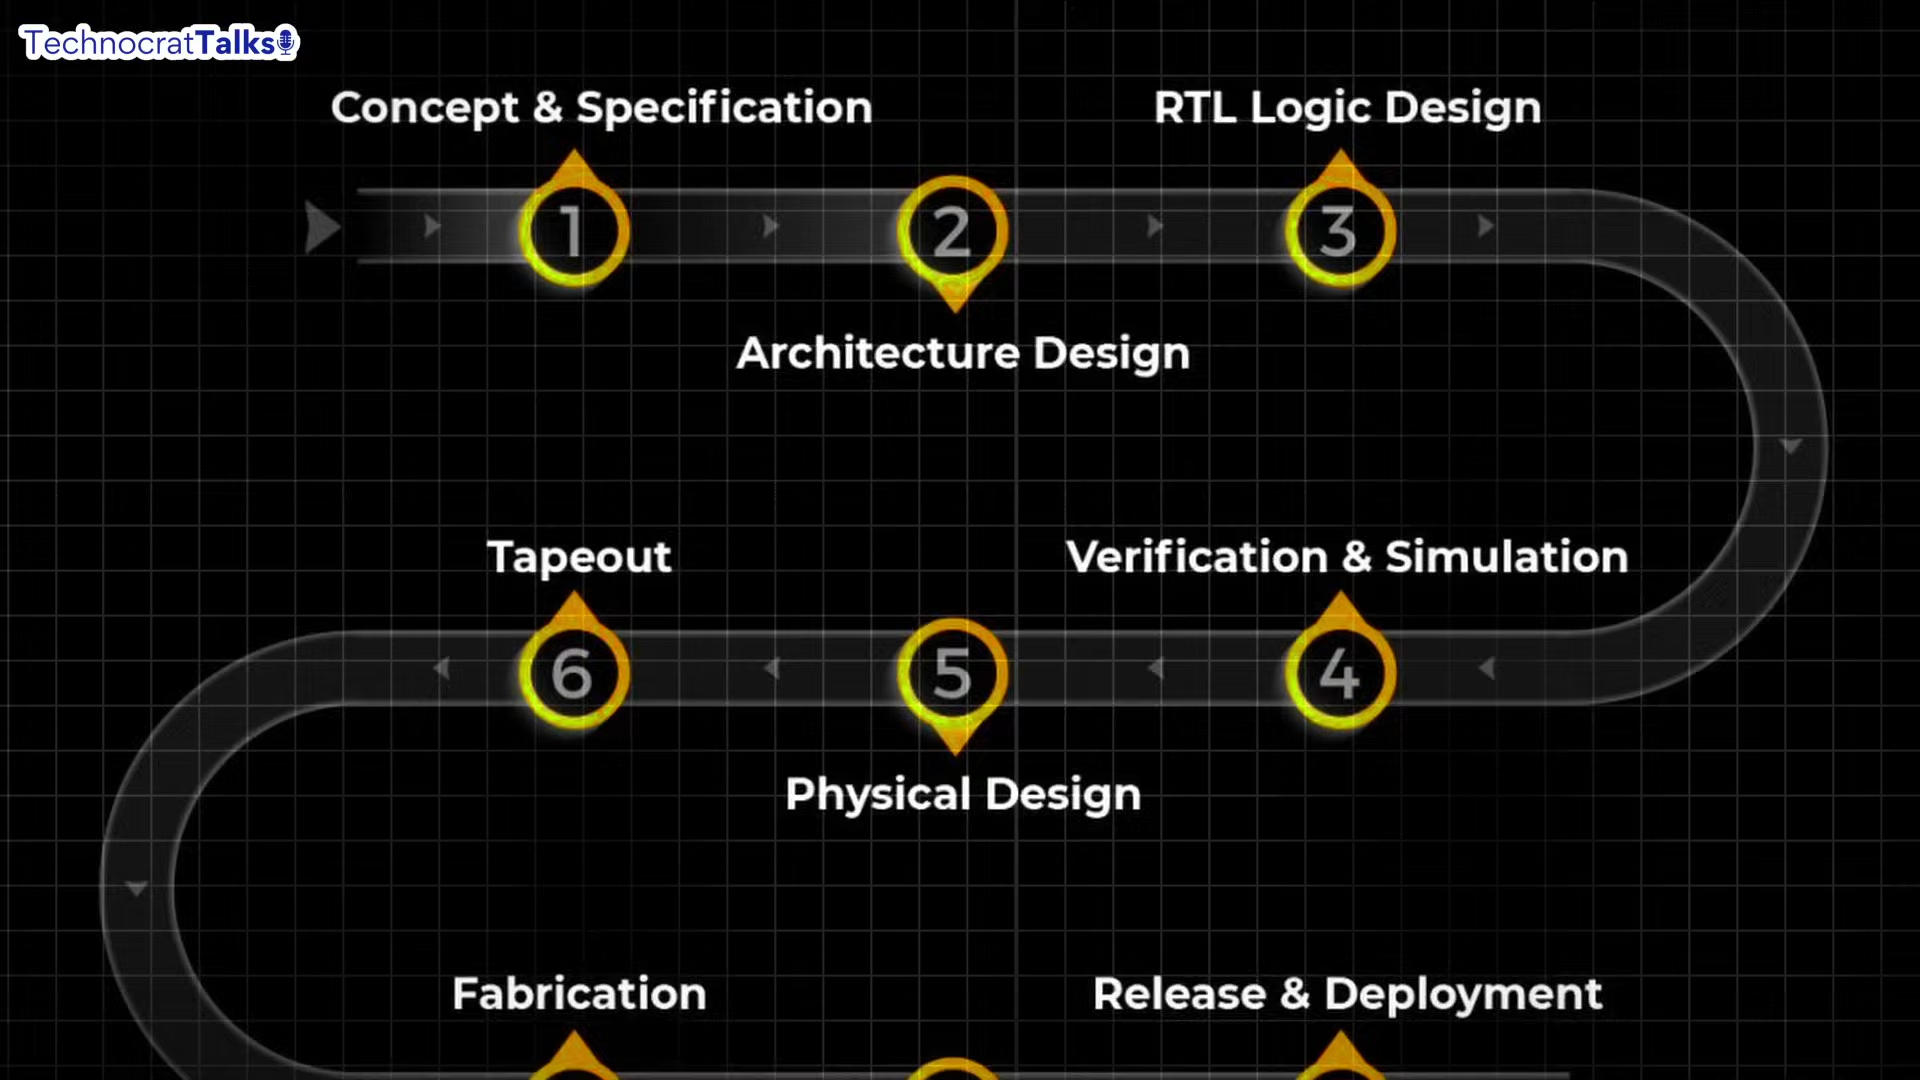 TechnocratTalks
Concept & Specification
RTL Logic Design
1
2
3
Architecture Design
Tapeout
Verification & Simulation
6
5
4
Physical Design
Fabrication
Release & Deployment